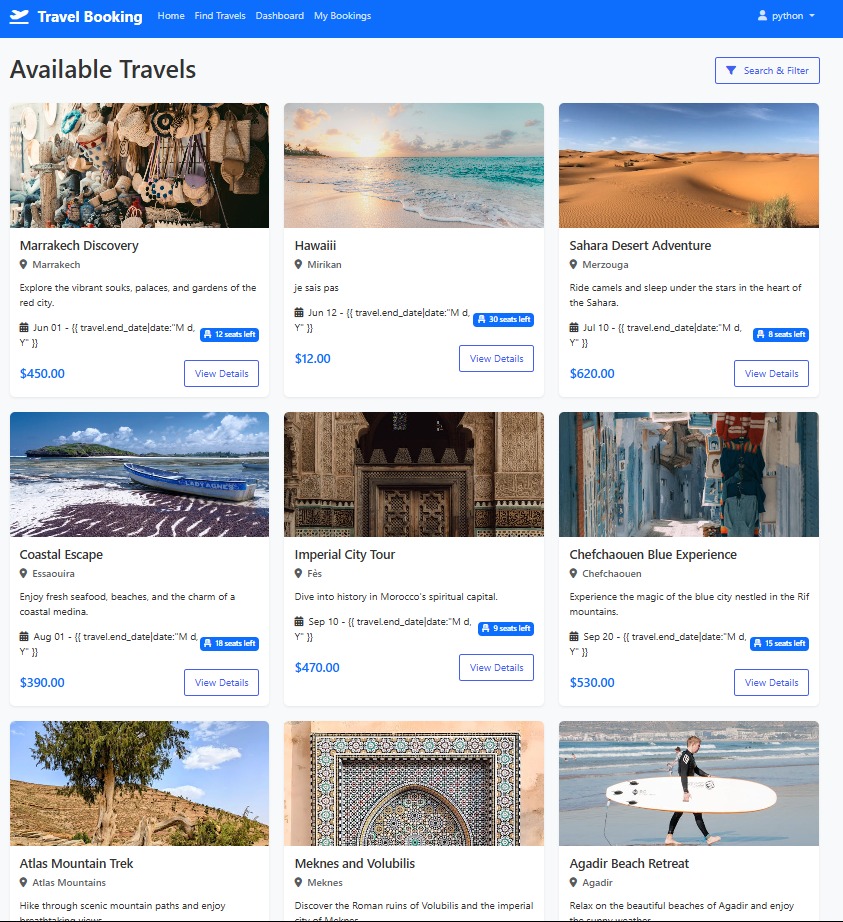 Travel Booking Home Find Travels Dashboard My Bookings python
Available Travels
Search & Filter
Marrakech Discovery
Marrakech
Explore the vibrant souks, palaces, and gardens of the
red city.
Jun 01 - {{ travel.end_date|date:"M d,
Y" }}
12 seats left
$450.00
View Details
Hawaiii
Mirikan
je sais pas
Jun 12 - {{ travel.end_date|date:"M d,
Y" }}
30 seats left
$12.00
View Details
Sahara Desert Adventure
Merzouga
Ride camels and sleep under the stars in the heart of
the Sahara.
Jul 10 - {{ travel.end_date|date:"M d,
Y" }}
8 seats left
$620.00
View Details
LADY AGNES
Coastal Escape
Essaouira
Enjoy fresh seafood, beaches, and the charm of a
coastal medina.
Aug 01 - {{ travel.end_date|date:"M d,
Y" }}
18 seats left
$390.00
View Details
Imperial City Tour
Fès
Dive into history in Morocco's spiritual capital.
Sep 10 - {{ travel.end_date|date:"M d,
Y" }}
9 seats left
$470.00
View Details
Chefchaouen Blue Experience
Chefchaouen
Experience the magic of the blue city nestled in the Rif
mountains.
Sep 20 - {{ travel.end_date|date:"M d,
Y" }}
15 seats left
$530.00
View Details
Atlas Mountain Trek
Atlas Mountains
Hike through scenic mountain paths and enjoy
breathtaking views.
Meknes and Volubilis
Meknes
Discover the Roman ruins of Volubilis and the imperial
city of Meknes.
Agadir Beach Retreat
Agadir
Relax on the beautiful beaches of Agadir and enjoy
the sunny weather.